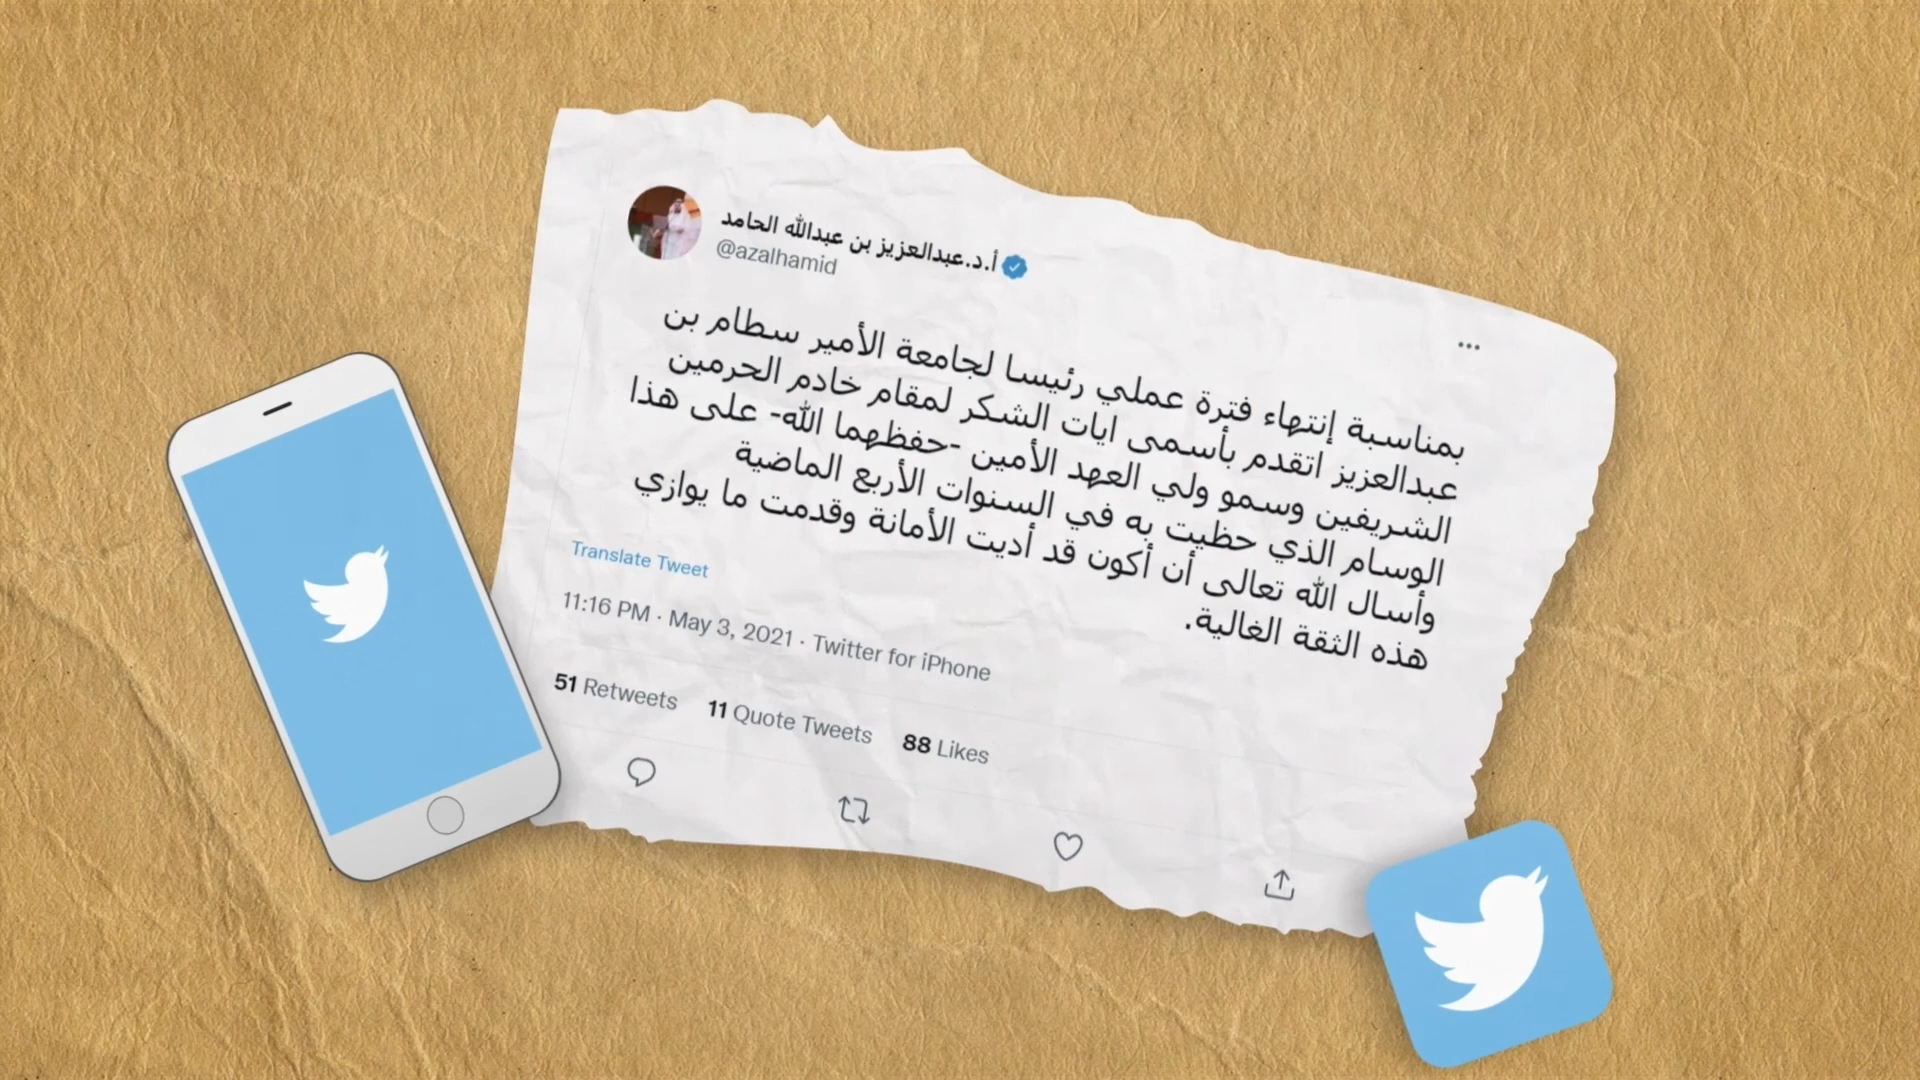 أ.د.عبدالعزيز بن عبدالله الحامد
@azalhamid
بمناسبة إنتهاء فترة عملي رئيسا لجامعة الأمير سطام بن
عبدالعزيز اتقدم بأسمى ايات الشكر لمقام خادم الحرمين
الشريفين وسمو ولي العهد الأمين -حفظهما الله- على هذا
الوسام الذي حظيت به في السنوات الأربع الماضية
وأسال الله تعالى أن أكون قد أديت الأمانة وقدمت ما يوازي
هذه الثقة الغالية.
Translate Tweet
11:16 PM · May 3, 2021 · Twitter for iPhone
51 Retweets 11 Quote Tweets 88 Likes